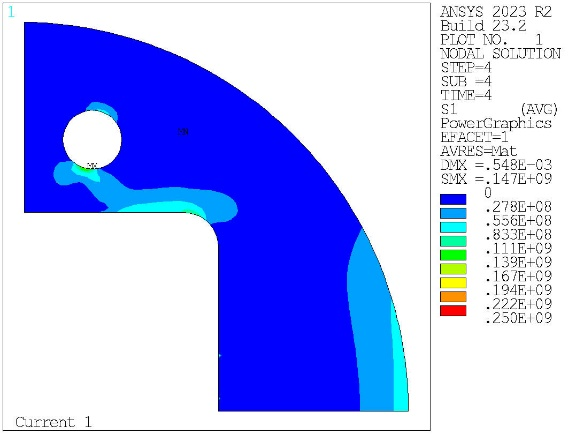 1
ANSYS 2023 R2
Build 23.2
PLOT NO.   1
NODAL SOLUTION
STEP=4
SUB =4
TIME=4
S1       (AVG)
PowerGraphics
EFACET=1
AVRES=Mat
DMX =.548E-03
SMX =.147E+09
0
.278E+08
.556E+08
.833E+08
.111E+09
.139E+09
.167E+09
.194E+09
.222E+09
.250E+09
MN
MX
Current 1